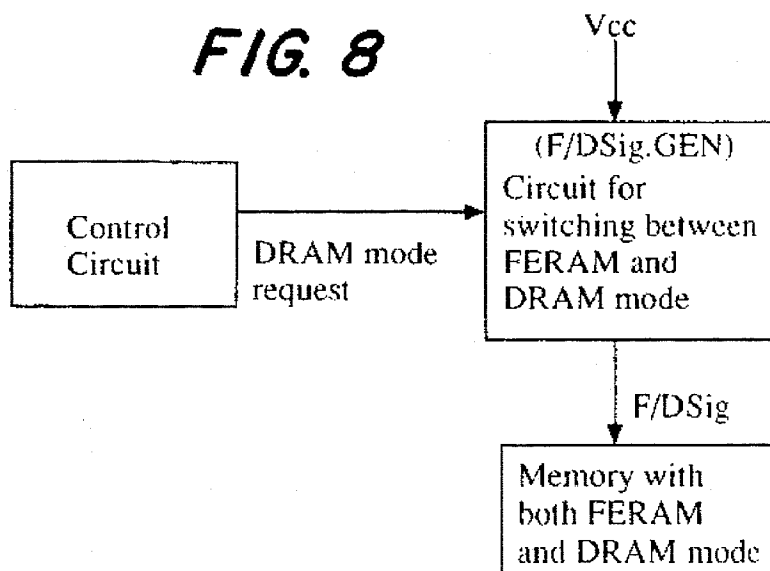 FIG. 8
Vcc
(F/DSig.GEN)
Circuit for
switching between
FERAM and
DRAM mode
Control
Circuit
DRAM mode
request
F/DSig
Memory with
both FERAM
and DRAM mode